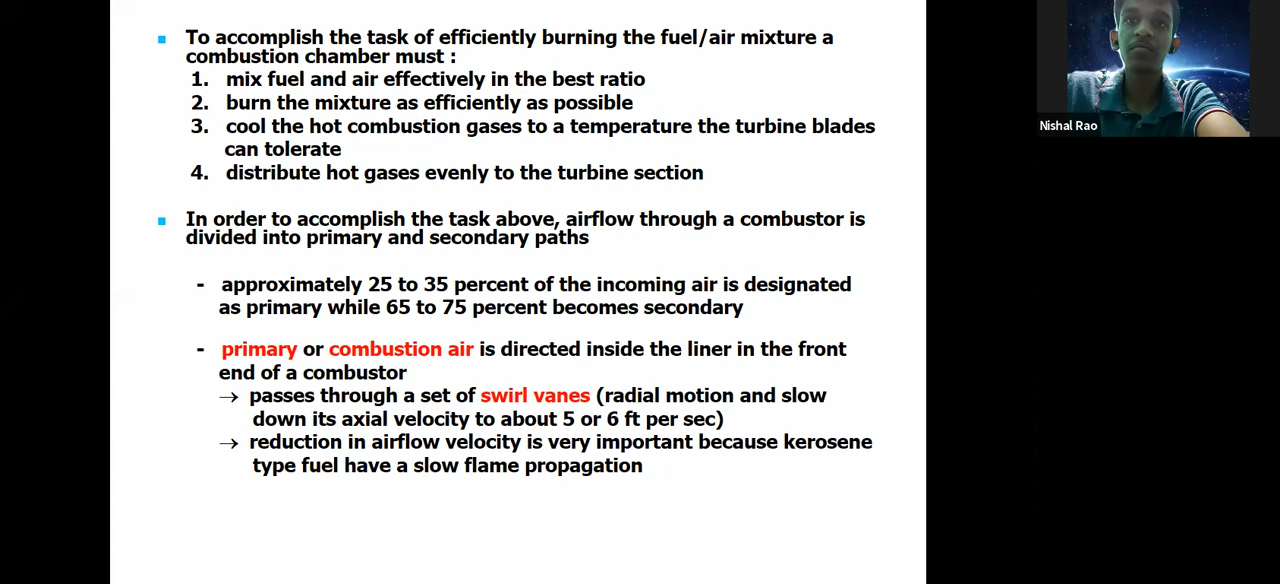 To accomplish the task of efficiently burning the fuel/air mixture a
combustion chamber must :
1. mix fuel and air effectively in the best ratio
2. burn the mixture as efficiently as possible
3. cool the hot combustion gases to a temperature the turbine blades
can tolerate
4. distribute hot gases evenly to the turbine section
In order to accomplish the task above, airflow through a combustor is
divided into primary and secondary paths
- approximately 25 to 35 percent of the incoming air is designated
as primary while 65 to 75 percent becomes secondary
- primary or combustion air is directed inside the liner in the front
end of a combustor
→ passes through a set of swirl vanes (radial motion and slow
down its axial velocity to about 5 or 6 ft per sec)
→ reduction in airflow velocity is very important because kerosene
type fuel have a slow flame propagation
Nishal Rao